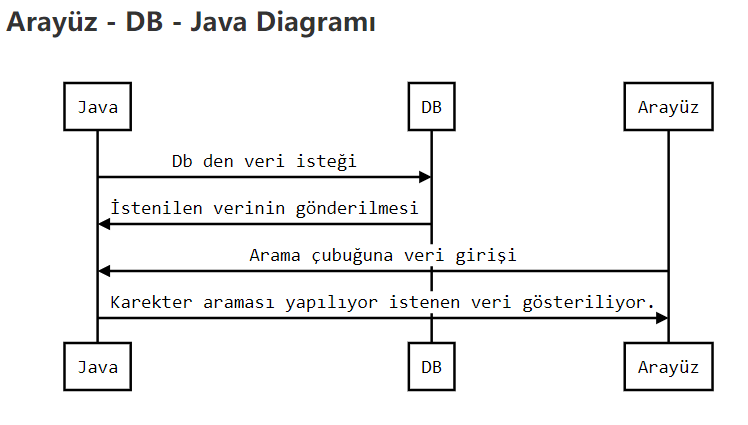 Arayüz - DB - Java Diagramı
Java DB Arayüz
Db den veri isteği
İstenilen verinin gönderilmesi
Arama çubuğuna veri girişi
Karekter araması yapılıyor istenen veri gösteriliyor.
Java DB Arayüz